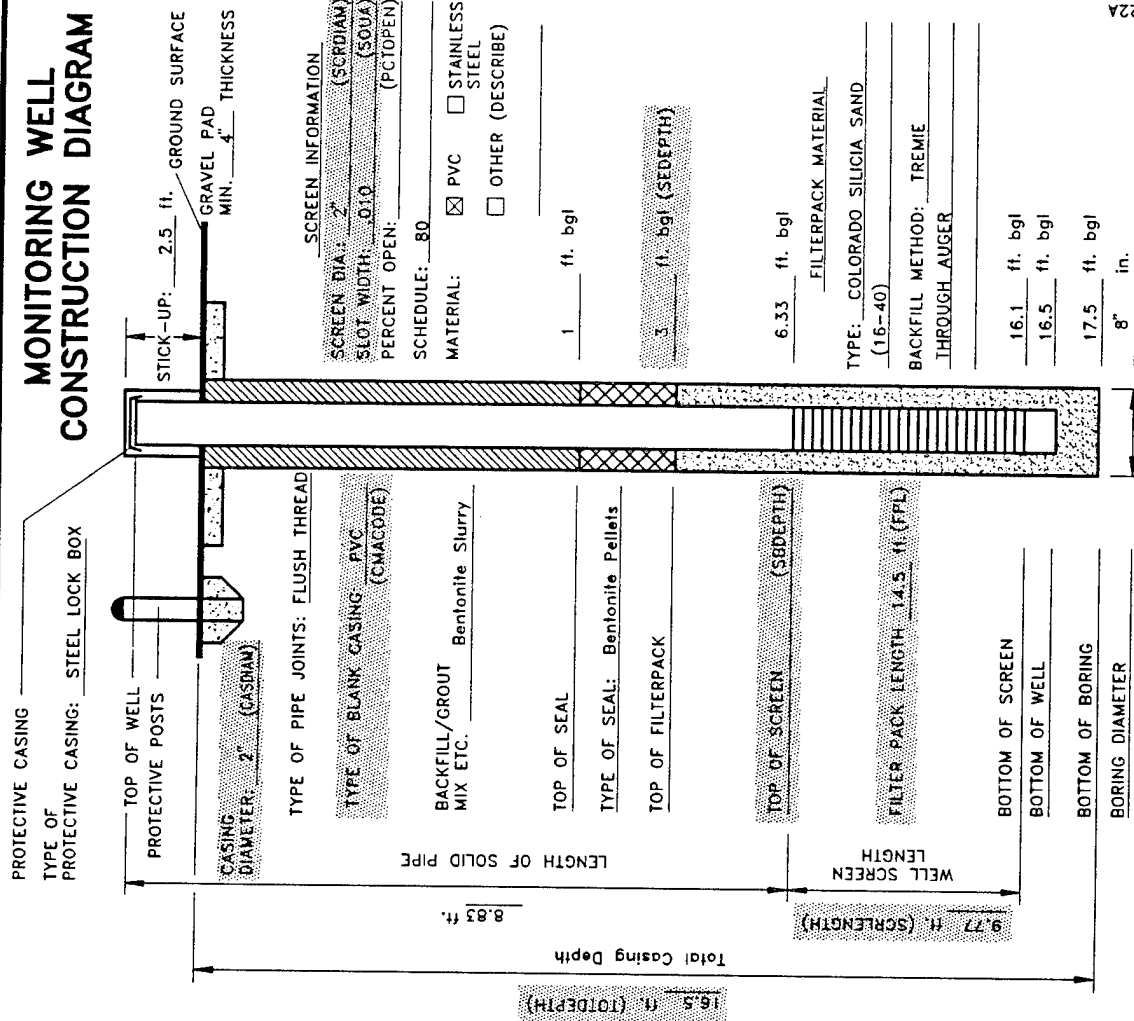 MONITORING WELL
CONSTRUCTION DIAGRAM
PROTECTIVE CASING
TYPE OF
PROTECTIVE CASING: STEEL LOCK BOX
TOP OF WELL
PROTECTIVE POSTS
STICK-UP: 2.5 ft.
GROUND SURFACE
GRAVEL PAD
MIN. 4" THICKNESS
CASING
DIAMETER: 2" (CASDIAM)
TYPE OF PIPE JOINTS: FLUSH THREAD
TYPE OF BLANK CASING: PVC
(CMACODE)
BACKFILL/GROUT Bentonite Slurry
MIX ETC.
SCREEN INFORMATION
SCREEN DIA: 2" (SCRDIAM)
SLOT WIDTH: .010 (SOUA)
PERCENT OPEN: (PCTOPEN)
SCHEDULE: 80
MATERIAL: ☒ PVC ☐ STAINLESS
STEEL
☐ OTHER (DESCRIBE)
TOP OF SEAL
1 ft. bgl
TYPE OF SEAL: Bentonite Pellets
TOP OF FILTERPACK
3 ft. bgl (SEDEPTH)
TOP OF SCREEN (SBDEPTH)
6.33 ft. bgl
FILTER PACK LENGTH 14.5 ft (FPL)
FILTERPACK MATERIAL
TYPE: COLORADO SILICIA SAND
(16-40)
BACKFILL METHOD: TREMIE
THROUGH AUGER
BOTTOM OF SCREEN
16.1 ft. bgl
BOTTOM OF WELL
16.5 ft. bgl
BOTTOM OF BORING
17.5 ft. bgl
BORING DIAMETER
8" in.
LENGTH OF SOLID PIPE
8.83 ft.
WELL SCREEN
LENGTH
9.77 ft. (SCRLENGTH)
Total Casing Depth
16.5 ft. (TOTDEPTH)